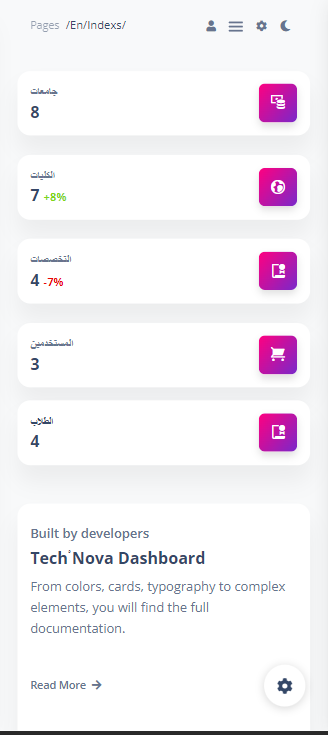 Pages /En/Indexs/
جامعات
8
الكليات
7 +8%
التخصصات
4 -7%
المستخدمين
3
الطلاب
4
Built by developers
Tech'Nova Dashboard
From colors, cards, typography to complex
elements, you will find the full
documentation.
Read More →